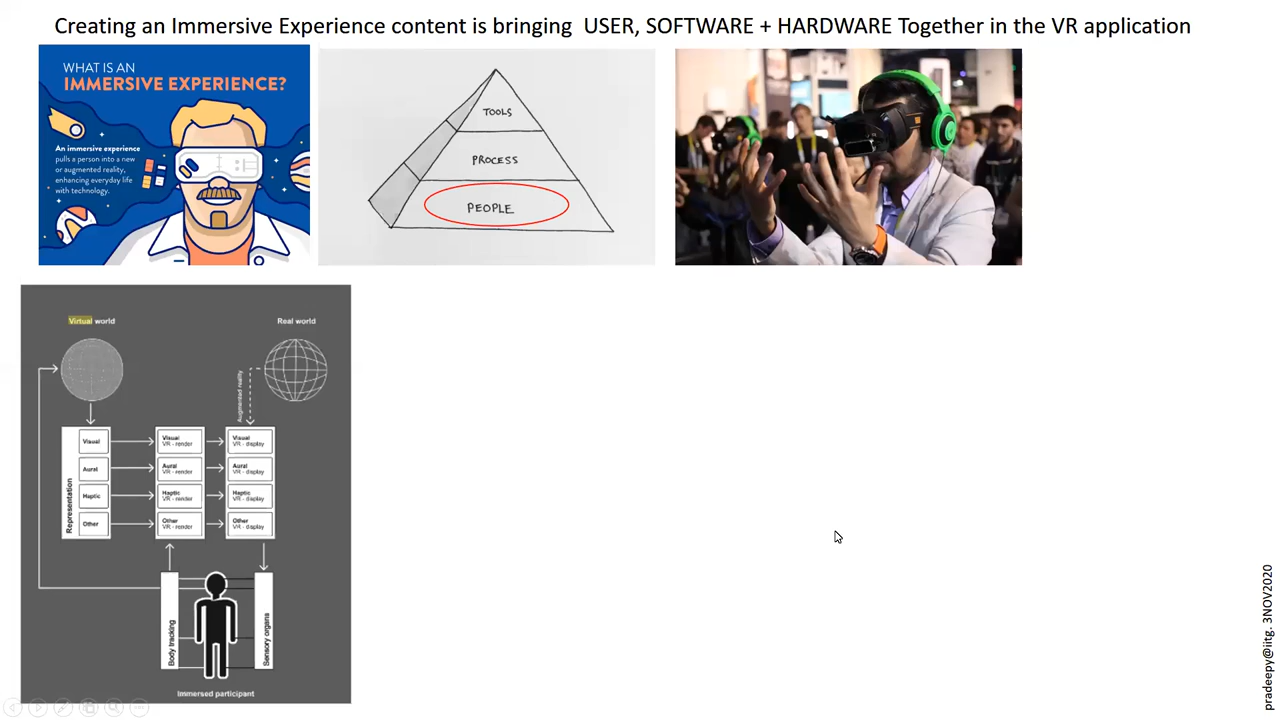 Creating an Immersive Experience content is bringing USER, SOFTWARE + HARDWARE Together in the VR application
WHAT IS AN
IMMERSIVE EXPERIENCE?
An immersive experience
pulls a person into a new
or augmented reality,
enhancing everyday life
with technology.
TOOLS
PROCESS
PEOPLE
Virtual world
Real world
Augmented reality
Representation
Visual
Aural
Haptic
Other
Visual
VR - render
Aural
VR - render
Haptic
VR - render
Other
VR - render
Visual
VR - display
Aural
VR - display
Haptic
VR - display
Other
VR - display
Body tracking
Sensory organs
Immersed participant
pradeepy@iitg. 3NOV2020